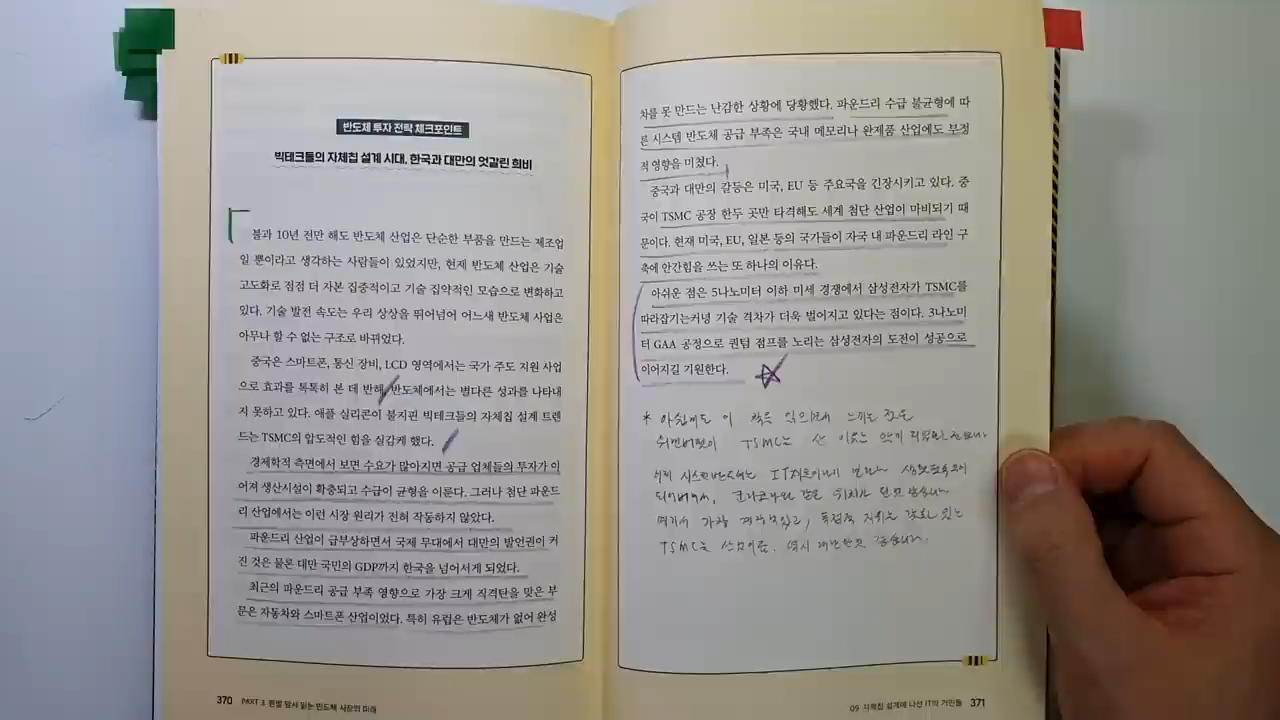 반도체 투자 전략 체크포인트
빅테크들의 자체칩 설계 시대, 한국과 대만의 엇갈린 희비
불과 10년 전만 해도 반도체 산업은 단순한 부품을 만드는 제조업
일 뿐이라고 생각하는 사람들이 있었지만, 현재 반도체 산업은 기술
고도화로 점점 더 자본 집중적이고 기술 집약적인 모습으로 변화하고
있다. 기술 발전 속도는 우리 상상을 뛰어넘어 어느새 반도체 사업은
아무나 할 수 없는 구조로 바뀌었다.
중국은 스마트폰, 통신 장비, LCD 영역에서는 국가 주도 지원 사업
으로 효과를 톡톡히 본 데 반해, 반도체에서는 별다른 성과를 나타내
지 못하고 있다. 애플 실리콘이 불지핀 빅테크들의 자체칩 설계 트렌
드는 TSMC의 압도적인 힘을 실감케 했다.
경제학적 측면에서 보면 수요가 많아지면 공급 업체들의 투자가 이
어져 생산시설이 확충되고 수급이 균형을 이룬다. 그러나 첨단 파운드
리 산업에서는 이런 시장 원리가 전혀 작동하지 않았다.
파운드리 산업이 급부상하면서 국제 무대에서 대만의 발언권이 커
진 것은 물론 대만 국민의 GDP까지 한국을 넘어서게 되었다.
최근의 파운드리 공급 부족 영향으로 가장 크게 직격탄을 맞은 부
문은 자동차와 스마트폰 산업이었다. 특히 유럽은 반도체가 없어 완성
370 PART 3. 판별 탐사 읽는 반도체 시장의 미래
차를 못 만드는 난감한 상황에 당황했다. 파운드리 수급 불균형에 따
른 시스템 반도체 공급 부족은 국내 메모리나 완제품 산업에도 부정
적 영향을 미쳤다.
중국과 대만의 갈등은 미국, EU 등 주요국을 긴장시키고 있다. 중
국이 TSMC 공장 한두 곳만 타격해도 세계 첨단 산업이 마비되기 때
문이다. 현재 미국, EU, 일본 등의 국가들이 자국 내 파운드리 라인 구
축에 안간힘을 쓰는 또 하나의 이유다.
아쉬운 점은 5나노미터 이하 미세 경쟁에서 삼성전자가 TSMC를
따라잡기는커녕 기술 격차가 더욱 벌어지고 있다는 점이다. 3나노미
터 GAA 공정으로 퀀텀 점프를 노리는 삼성전자의 도전이 성공으로
이어지길 기원한다.
* 이 책을 느끼는 점은
TSMC는 산 이유는
IT
TSMC는
09 자체칩 설계에 나선 IT의 거인들 371